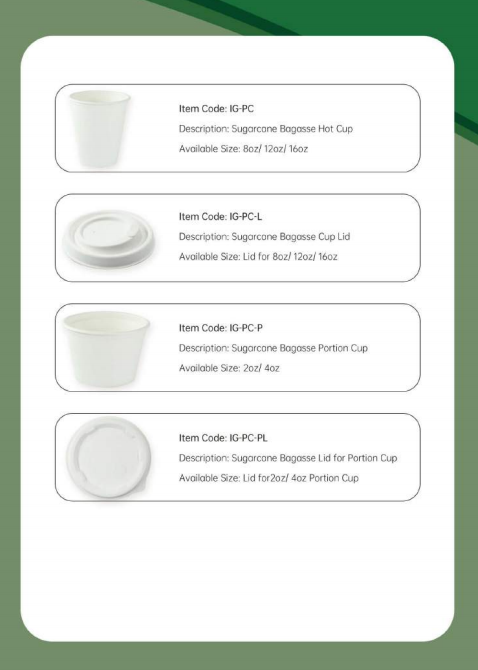 Item Code: IG-PC
Description: Sugarcane Bagasse Hot Cup
Available Size: 8oz/ 12oz/ 16oz
Item Code: IG-PC-L
Description: Sugarcane Bagasse Cup Lid
Available Size: Lid for 8oz/ 12oz/ 16oz
Item Code: IG-PC-P
Description: Sugarcane Bagasse Portion Cup
Available Size: 2oz/ 4oz
Item Code: IG-PC-PL
Description: Sugarcane Bagasse Lid for Portion Cup
Available Size: Lid for2oz/ 4oz Portion Cup